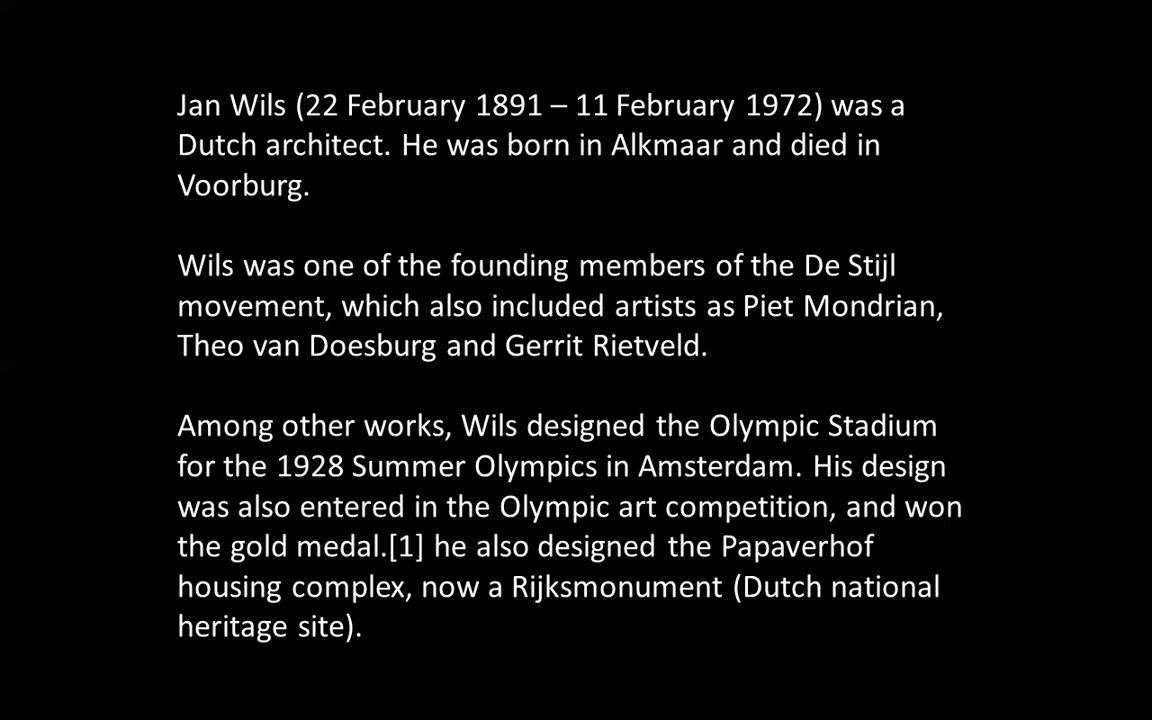 Jan Wils (22 February 1891 – 11 February 1972) was a
Dutch architect. He was born in Alkmaar and died in
Voorburg.
Wils was one of the founding members of the De Stijl
movement, which also included artists as Piet Mondrian,
Theo van Doesburg and Gerrit Rietveld.
Among other works, Wils designed the Olympic Stadium
for the 1928 Summer Olympics in Amsterdam. His design
was also entered in the Olympic art competition, and won
the gold medal.[1] he also designed the Papaverhof
housing complex, now a Rijksmonument (Dutch national
heritage site).